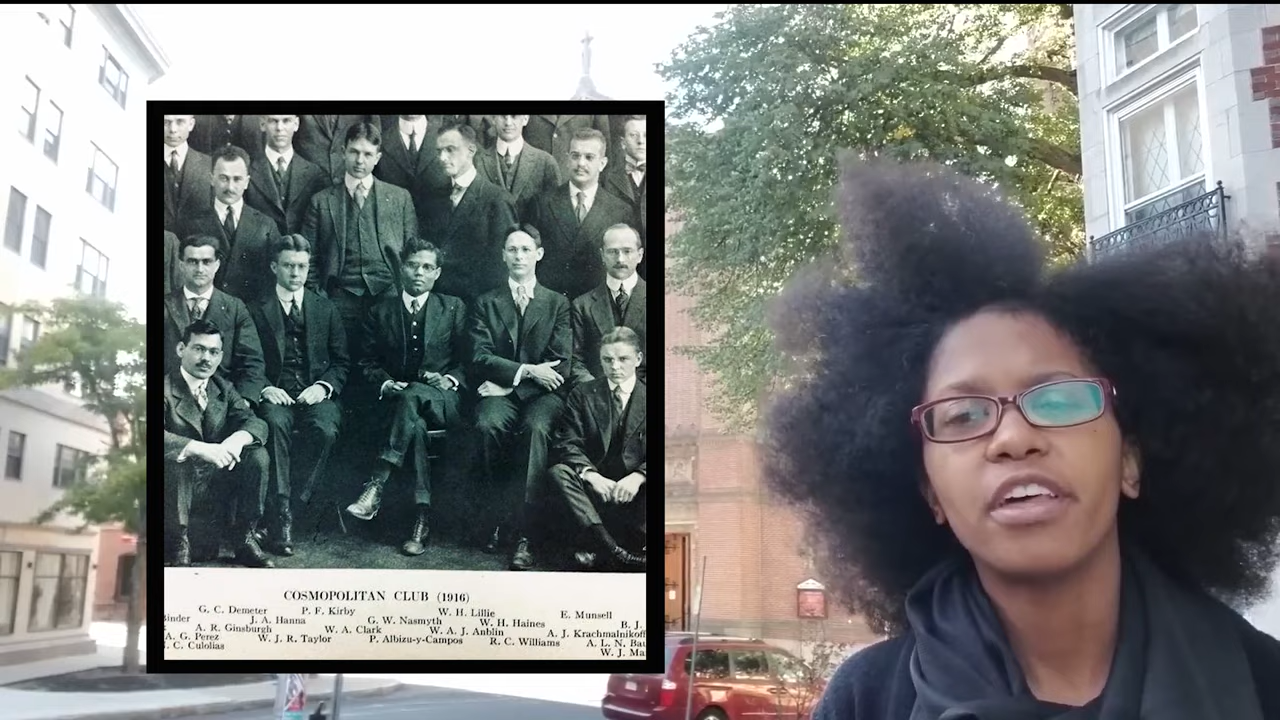 COSMOPOLITAN CLUB (1916)
G. C. Demeter P. F. Kirby W. H. Lillie E. Munsell
J. A. Hanna G. W. Nasmyth W. H. Haines B. J.
A. R. Ginsburgh W. A. Clark W. A. J. Anblin A. J. Krachmalnikoff
A. G. Perez W. J. R. Taylor P. Albizu-y-Campos R. C. Williams A. L. N.
C. Culolias W. J.